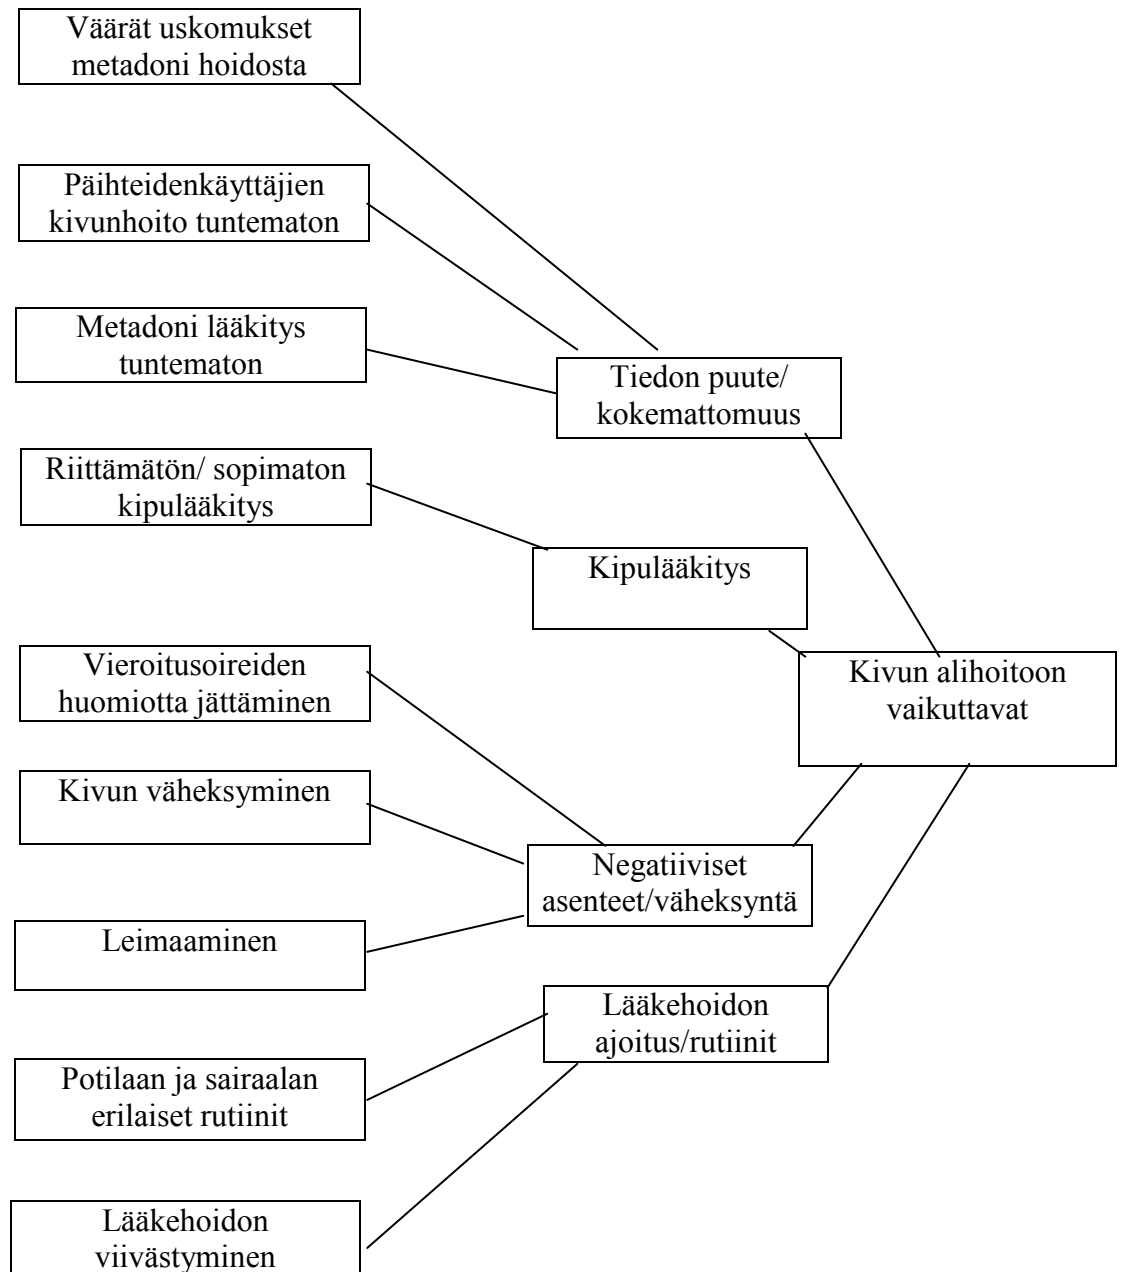 Väärät uskomukset
metadoni hoidosta
Päihteidenkäyttäjien
kivunhoito tuntematon
Metadoni lääkitys
tuntematon
Tiedon puute/
kokemattomuus
Riittämätön/ sopimaton
kipulääkitys
Kipulääkitys
Vieroitusoireiden
huomiotta jättäminen
Kivun alihoitoon
vaikuttavat
Kivun väheksyminen
Negatiiviset
asenteet/väheksyntä
Leimaaminen
Lääkehoidon
ajoitus/rutiinit
Potilaan ja sairaalan
erilaiset rutiinit
Lääkehoidon
viivästyminen